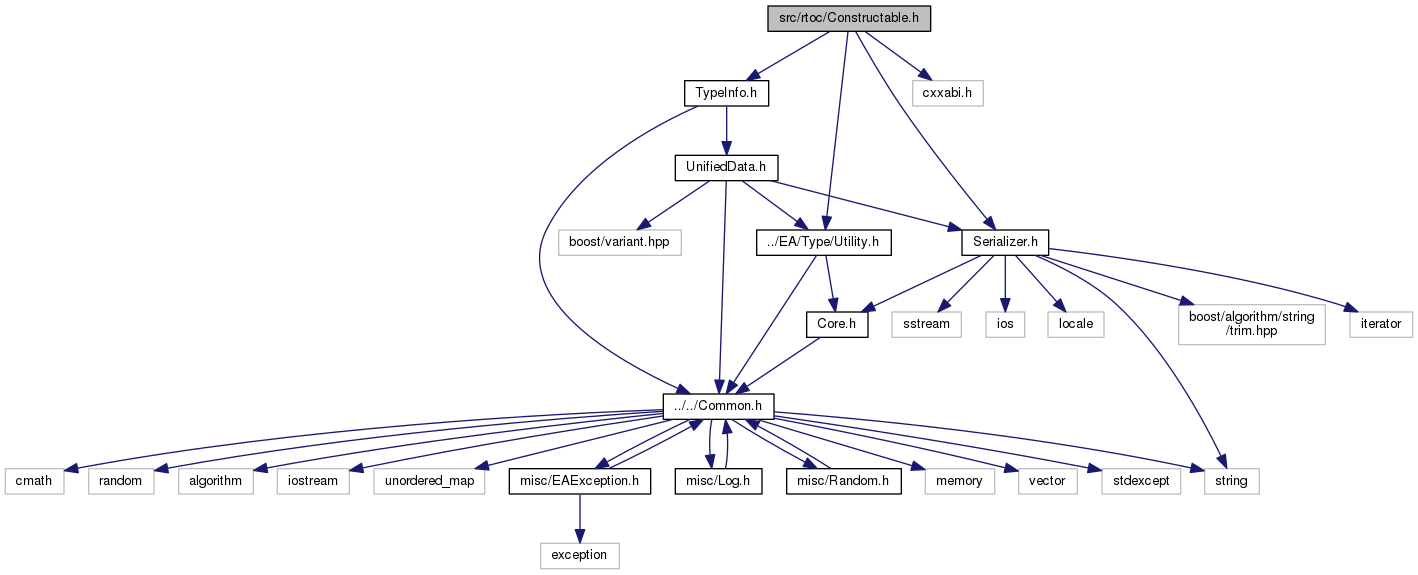 src/rtoc/Constructable.h
TypeInfo.h
cxxabi.h
UnifiedData.h
boost/variant.hpp
../EA/Type/Utility.h
Serializer.h
Core.h
sstream
ios
locale
boost/algorithm/string
/trim.hpp
iterator
../../Common.h
cmath
random
algorithm
iostream
unordered_map
misc/EAException.h
misc/Log.h
misc/Random.h
memory
vector
stdexcept
string
exception